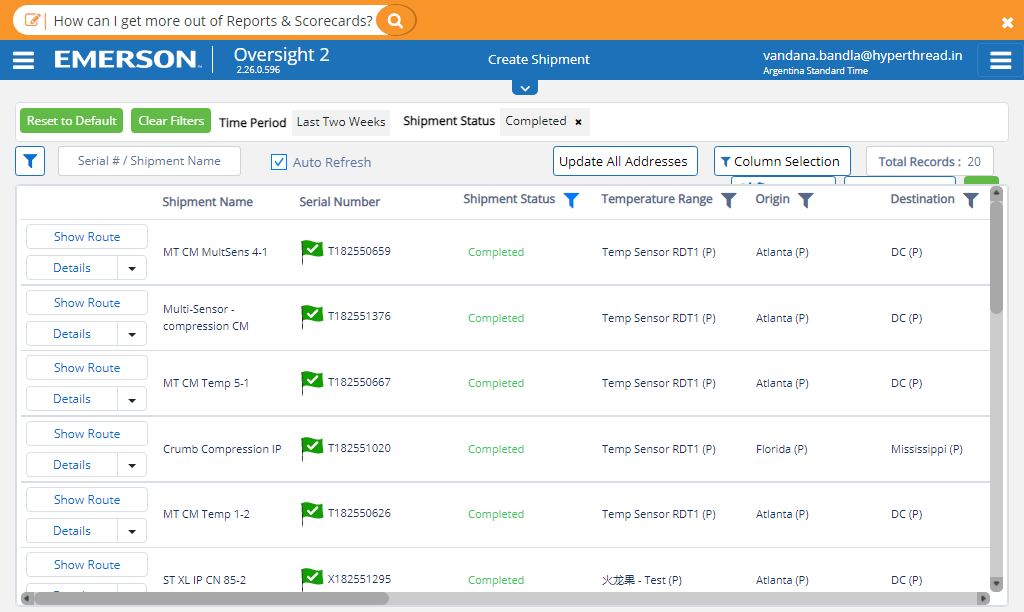 How can I get more out of Reports & Scorecards?
EMERSON Oversight 2 2.26.0.596 Create Shipment vandana.bandla@hyperthread.in
Argentina Standard Time
Reset to Default Clear Filters Time Period Last Two Weeks Shipment Status Completed ×
Serial # / Shipment Name Auto Refresh Update All Addresses Column Selection Total Records : 20
Shipment Name Serial Number Shipment Status Temperature Range Origin Destination
Show Route
Details
MT CM MultSens 4-1 T182550659 Completed Temp Sensor RDT1 (P) Atlanta (P) DC (P)
Show Route
Details
Multi-Sensor -
compression CM T182551376 Completed Temp Sensor RDT1 (P) Atlanta (P) DC (P)
Show Route
Details
MT CM Temp 5-1 T182550667 Completed Temp Sensor RDT1 (P) Atlanta (P) DC (P)
Show Route
Details
Crumb Compression IP T182551020 Completed Temp Sensor RDT1 (P) Florida (P) Mississippi (P)
Show Route
Details
MT CM Temp 1-2 T182550626 Completed Temp Sensor RDT1 (P) Atlanta (P) DC (P)
Show Route
ST XL IP CN 85-2 X182551295 Completed 火龙果 - Test (P) Atlanta (P) DC (P)